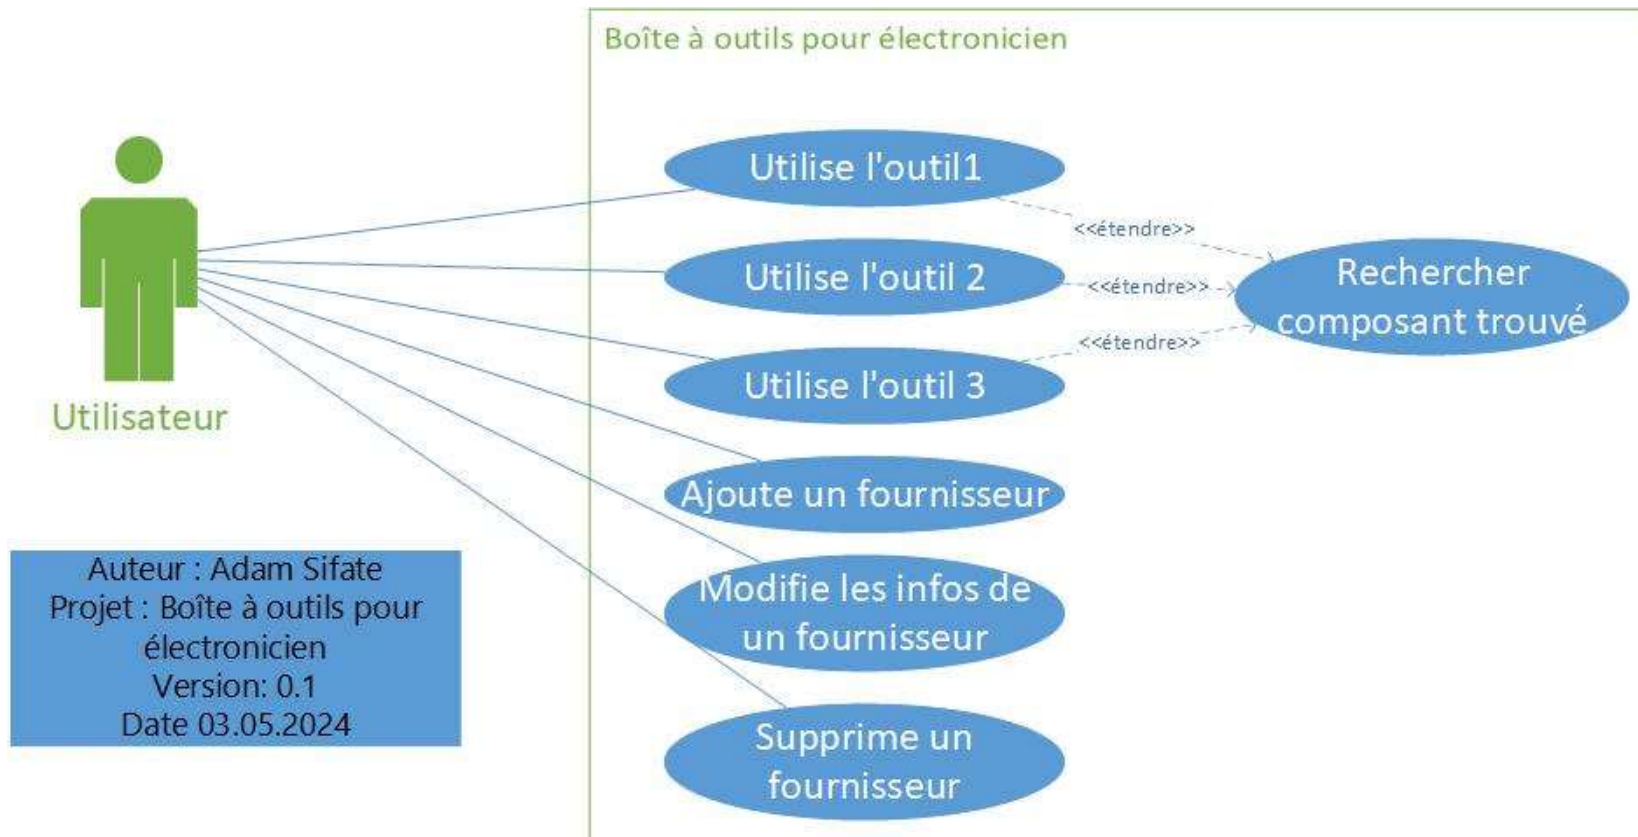 Boîte à outils pour électronicien
Utilise l'outil1
<<étendre>>
Utilise l'outil 2
<<étendre>>
Rechercher
composant trouvé
<<étendre>>
Utilise l'outil 3
Utilisateur
Ajoute un fournisseur
Auteur : Adam Sifate
Projet : Boîte à outils pour
électronicien
Version: 0.1
Date 03.05.2024
Modifie les infos de
un fournisseur
Supprime un
fournisseur